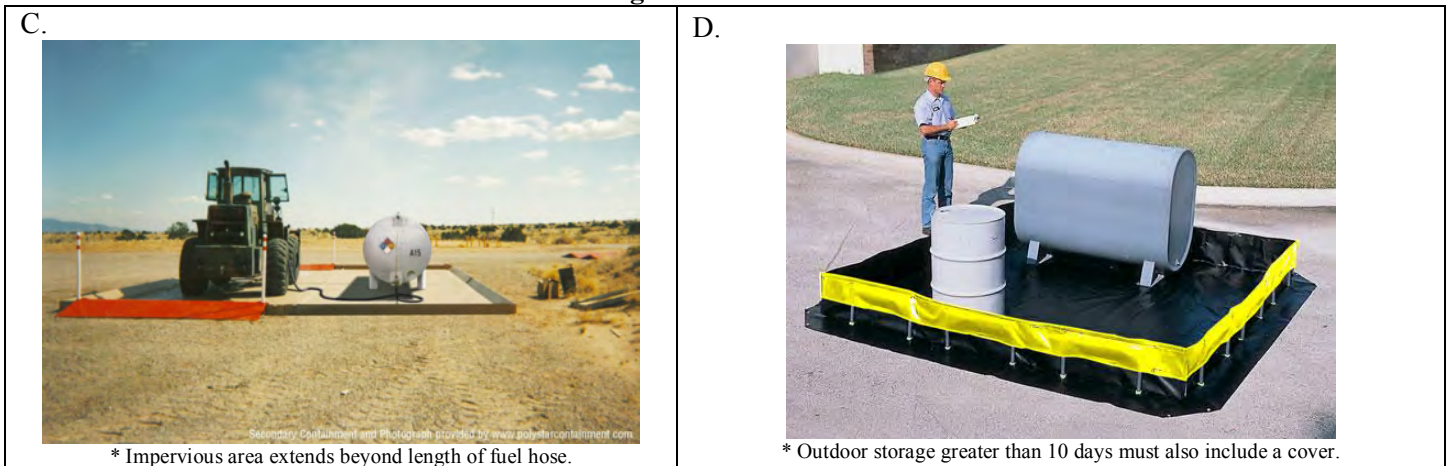 C.
Secondary Containment and Photograph provided by www.polystarcontainment.com
A15
* Impervious area extends beyond length of fuel hose.
D.
* Outdoor storage greater than 10 days must also include a cover.